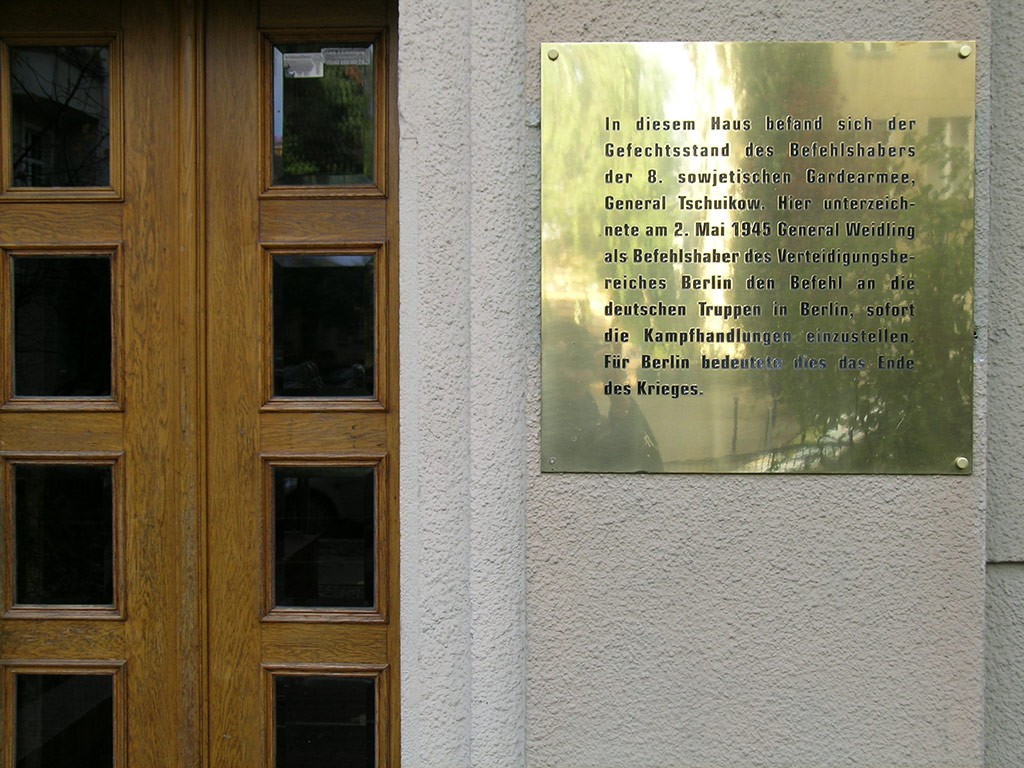 In diesem Haus befand sich der
Gefechtsstand des Befehlshabers
der 8. sowjetischen Gardearmee,
General Tschuikow. Hier unterzeich-
nete am 2. Mai 1945 General Weidling
als Befehlshaber des Verteidigungsbe-
reiches Berlin den Befehl an die
deutschen Truppen in Berlin, sofort
die Kampfhandlungen einzustellen.
Für Berlin bedeutete dies das Ende
des Krieges.